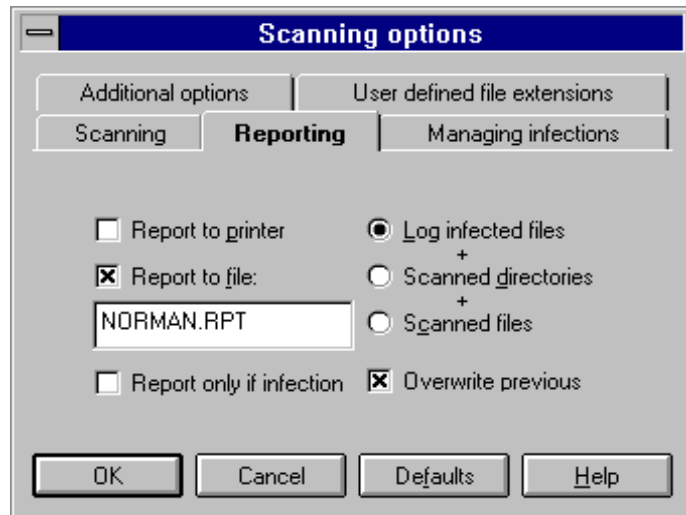 Scanning options
Additional options
User defined file extensions
Scanning
Reporting
Managing infections
Report to printer
Log infected files
+
Report to file:
Scanned directories
+
NORMAN.RPT
Scanned files
Report only if infection
Overwrite previous
OK
Cancel
Defaults
Help